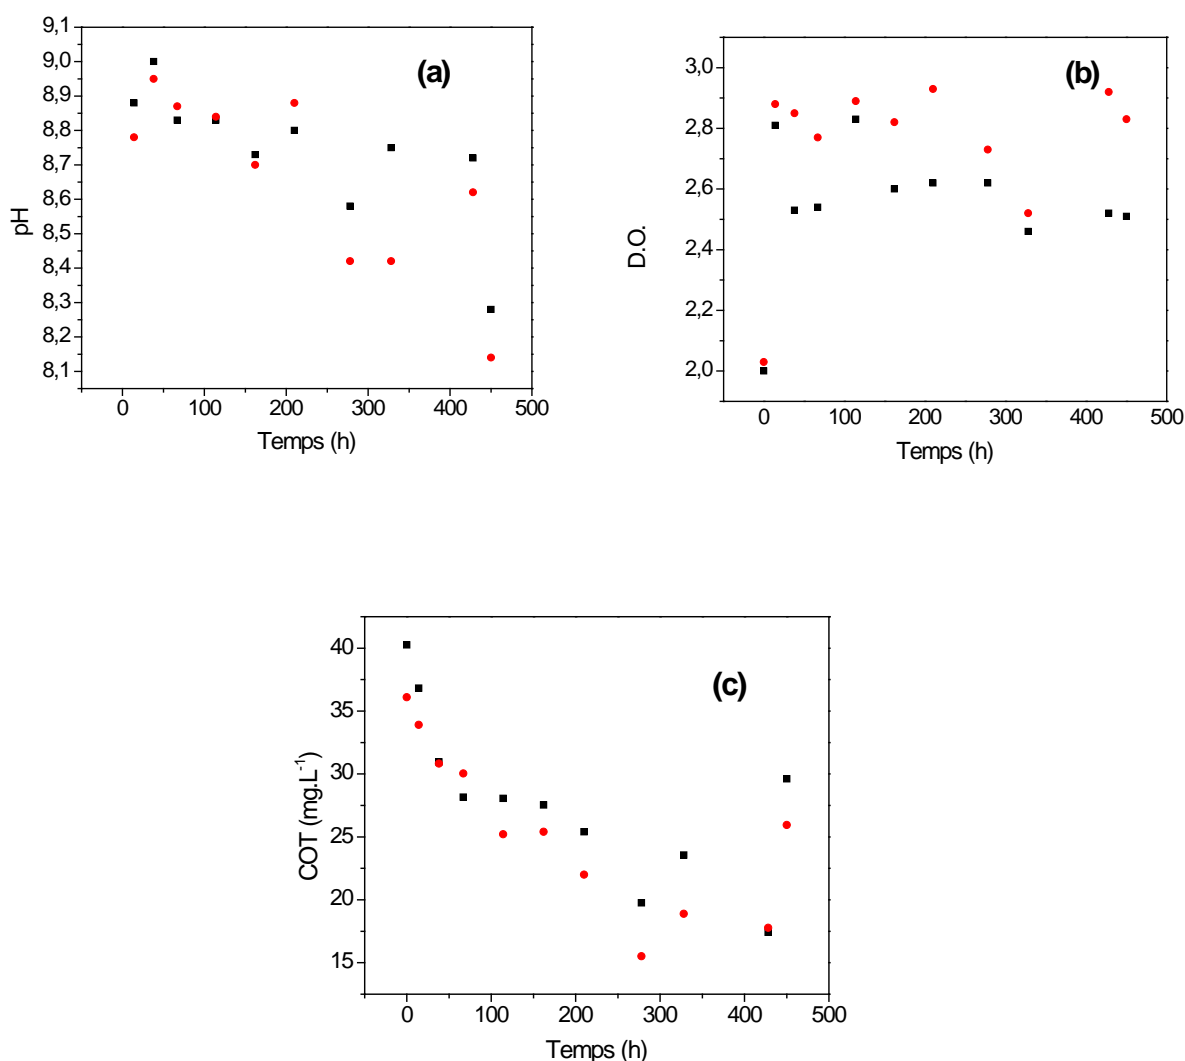 (a)
9,1
9,0
8,9
8,8
8,7
8,6
8,5
8,4
8,3
8,2
8,1
pH
0 100 200 300 400 500
Temps (h)
(b)
3,0
2,8
2,6
2,4
2,2
2,0
D.O.
0 100 200 300 400 500
Temps (h)
(c)
40
35
30
25
20
15
COT (mg.L⁻¹)
0 100 200 300 400 500
Temps (h)